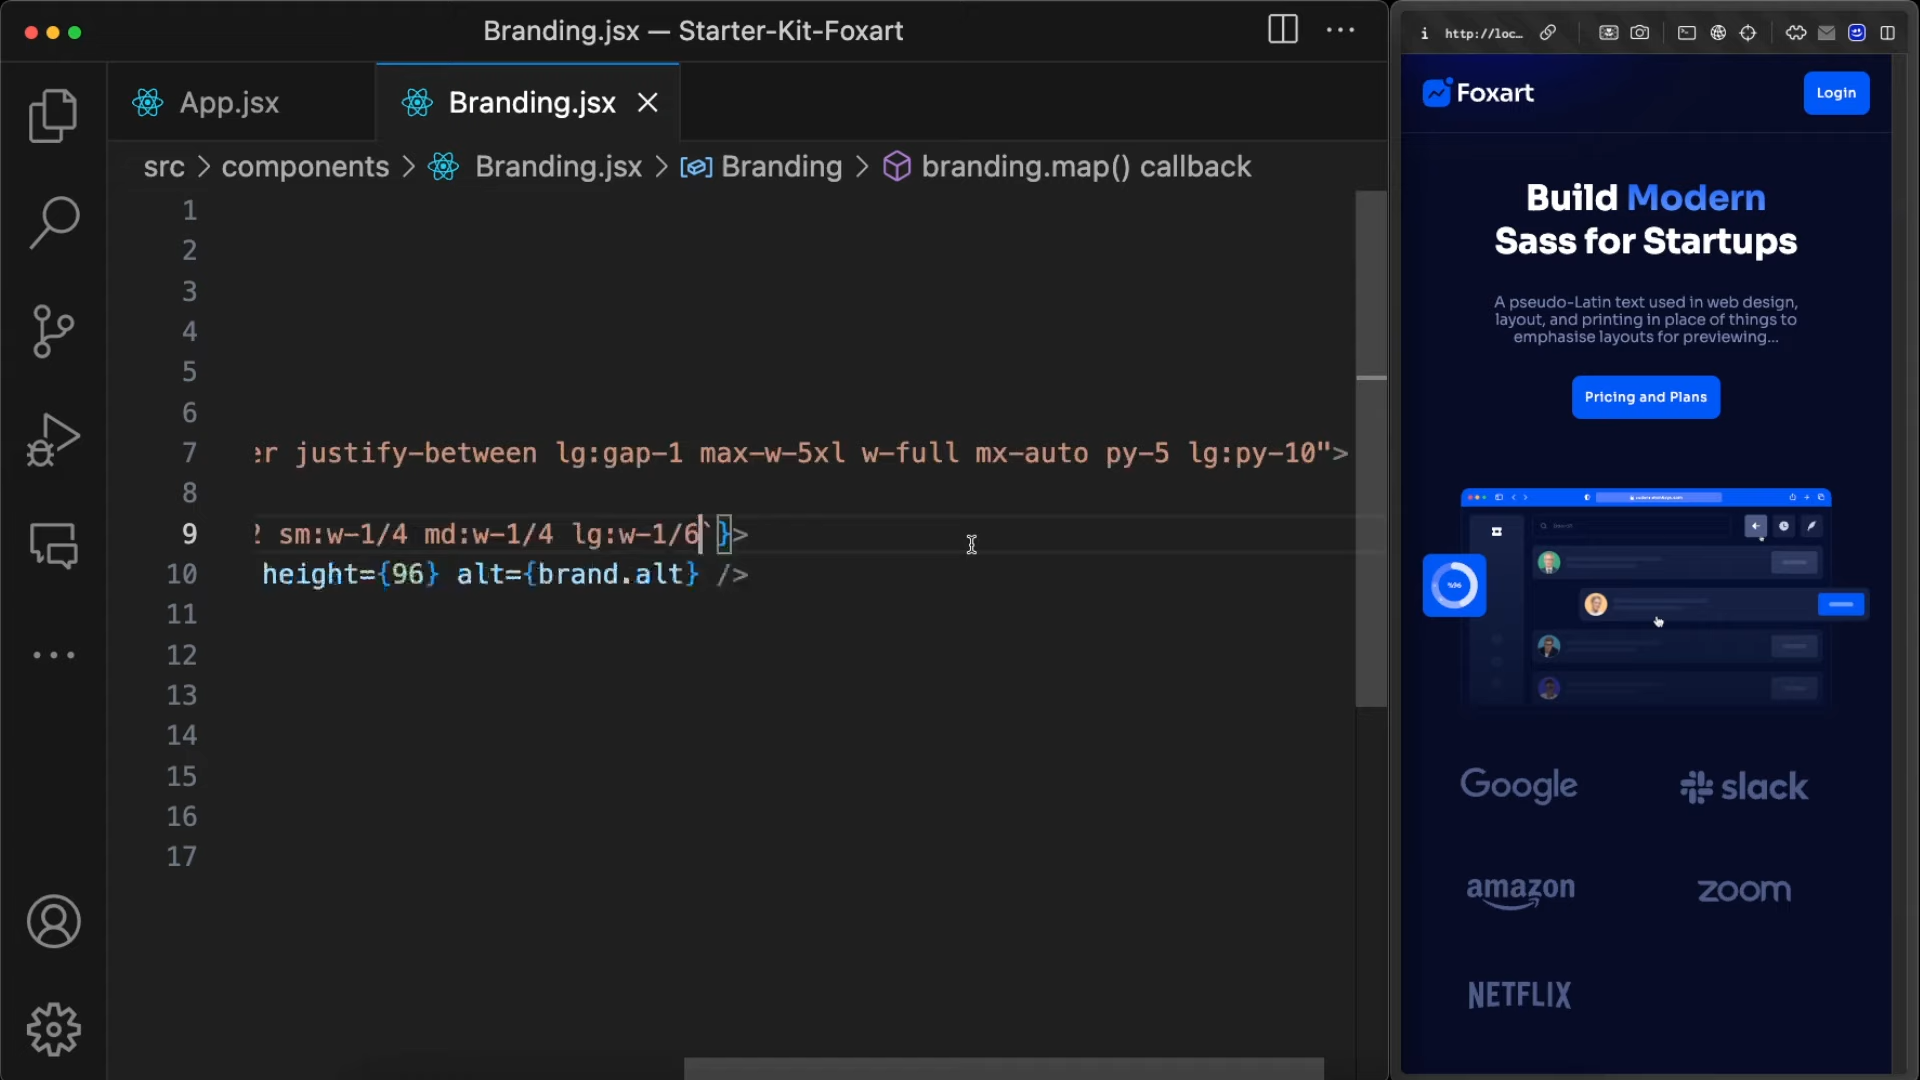 Branding.jsx — Starter-Kit-Foxart
App.jsx
Branding.jsx
src > components > Branding.jsx > Branding > branding.map() callback
1
2
3
4
5
6
7 er justify-between lg:gap-1 max-w-5xl w-full mx-auto py-5 lg:py-10">
8
9 2 sm:w-1/4 md:w-1/4 lg:w-1/6`}>
10 height={96} alt={brand.alt} />
11
12
13
14
15
16
17
http://loc...
Foxart
Login
Build Modern
Sass for Startups
A pseudo-Latin text used in web design,
layout, and printing in place of things to
emphasise layouts for previewing...
Pricing and Plans
Search
%96
Google
slack
amazon
zoom
NETFLIX